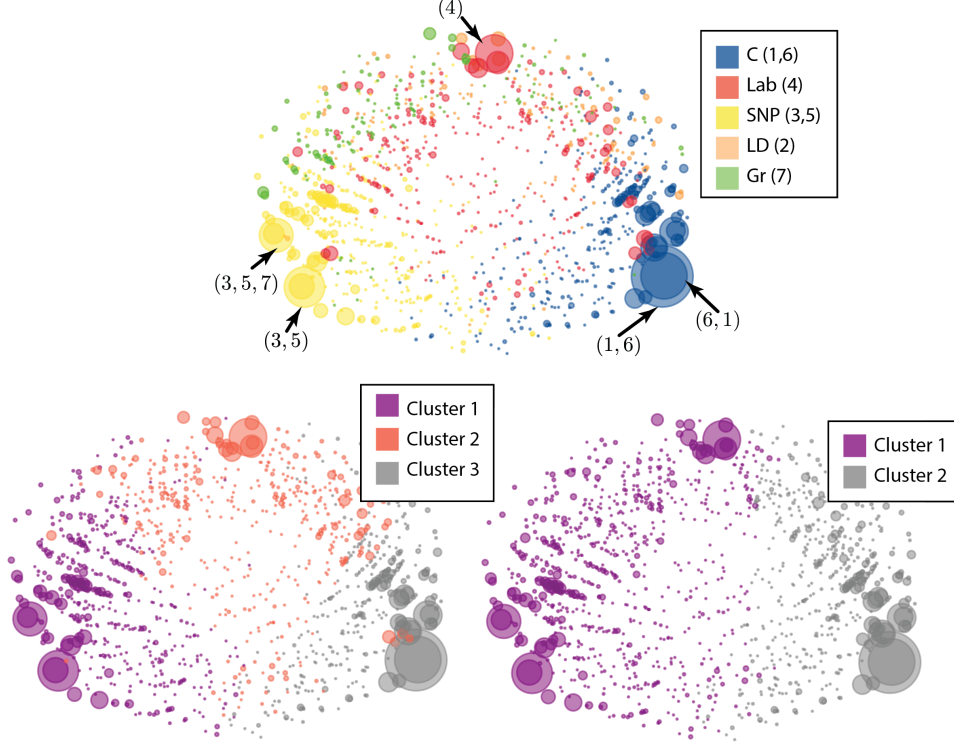 (4)
C (1,6)
Lab (4)
SNP (3,5)
LD (2)
Gr (7)
(3, 5, 7)
(3, 5)
(1, 6)
(6, 1)
Cluster 1
Cluster 2
Cluster 3
Cluster 1
Cluster 2